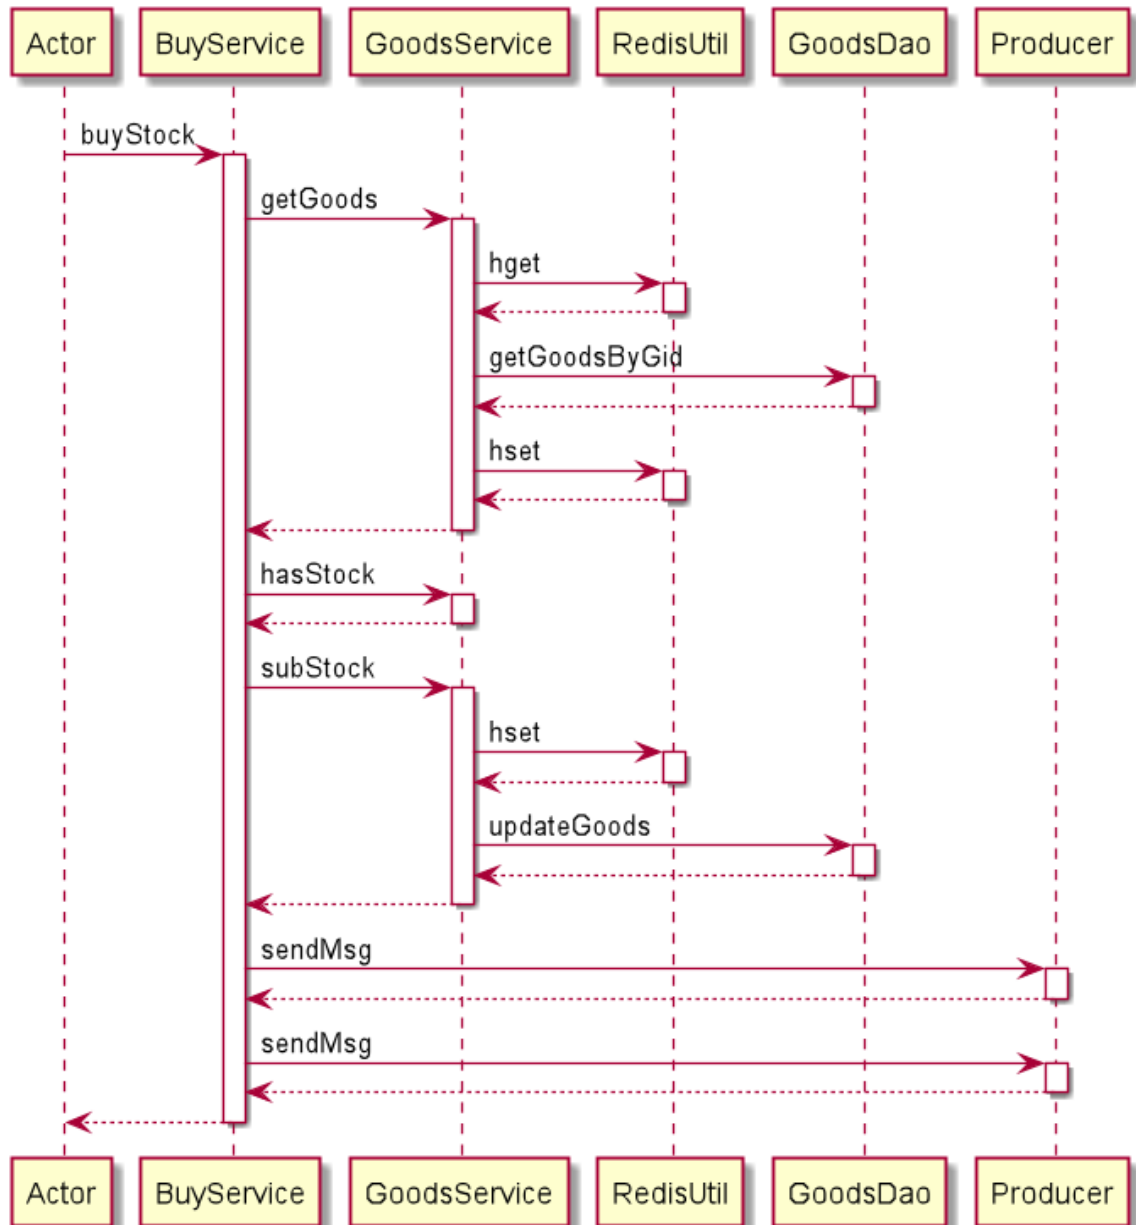 Actor BuyService GoodsService RedisUtil GoodsDao Producer
buyStock
getGoods
hget
getGoodsByGid
hset
hasStock
subStock
hset
updateGoods
sendMsg
sendMsg
Actor BuyService GoodsService RedisUtil GoodsDao Producer